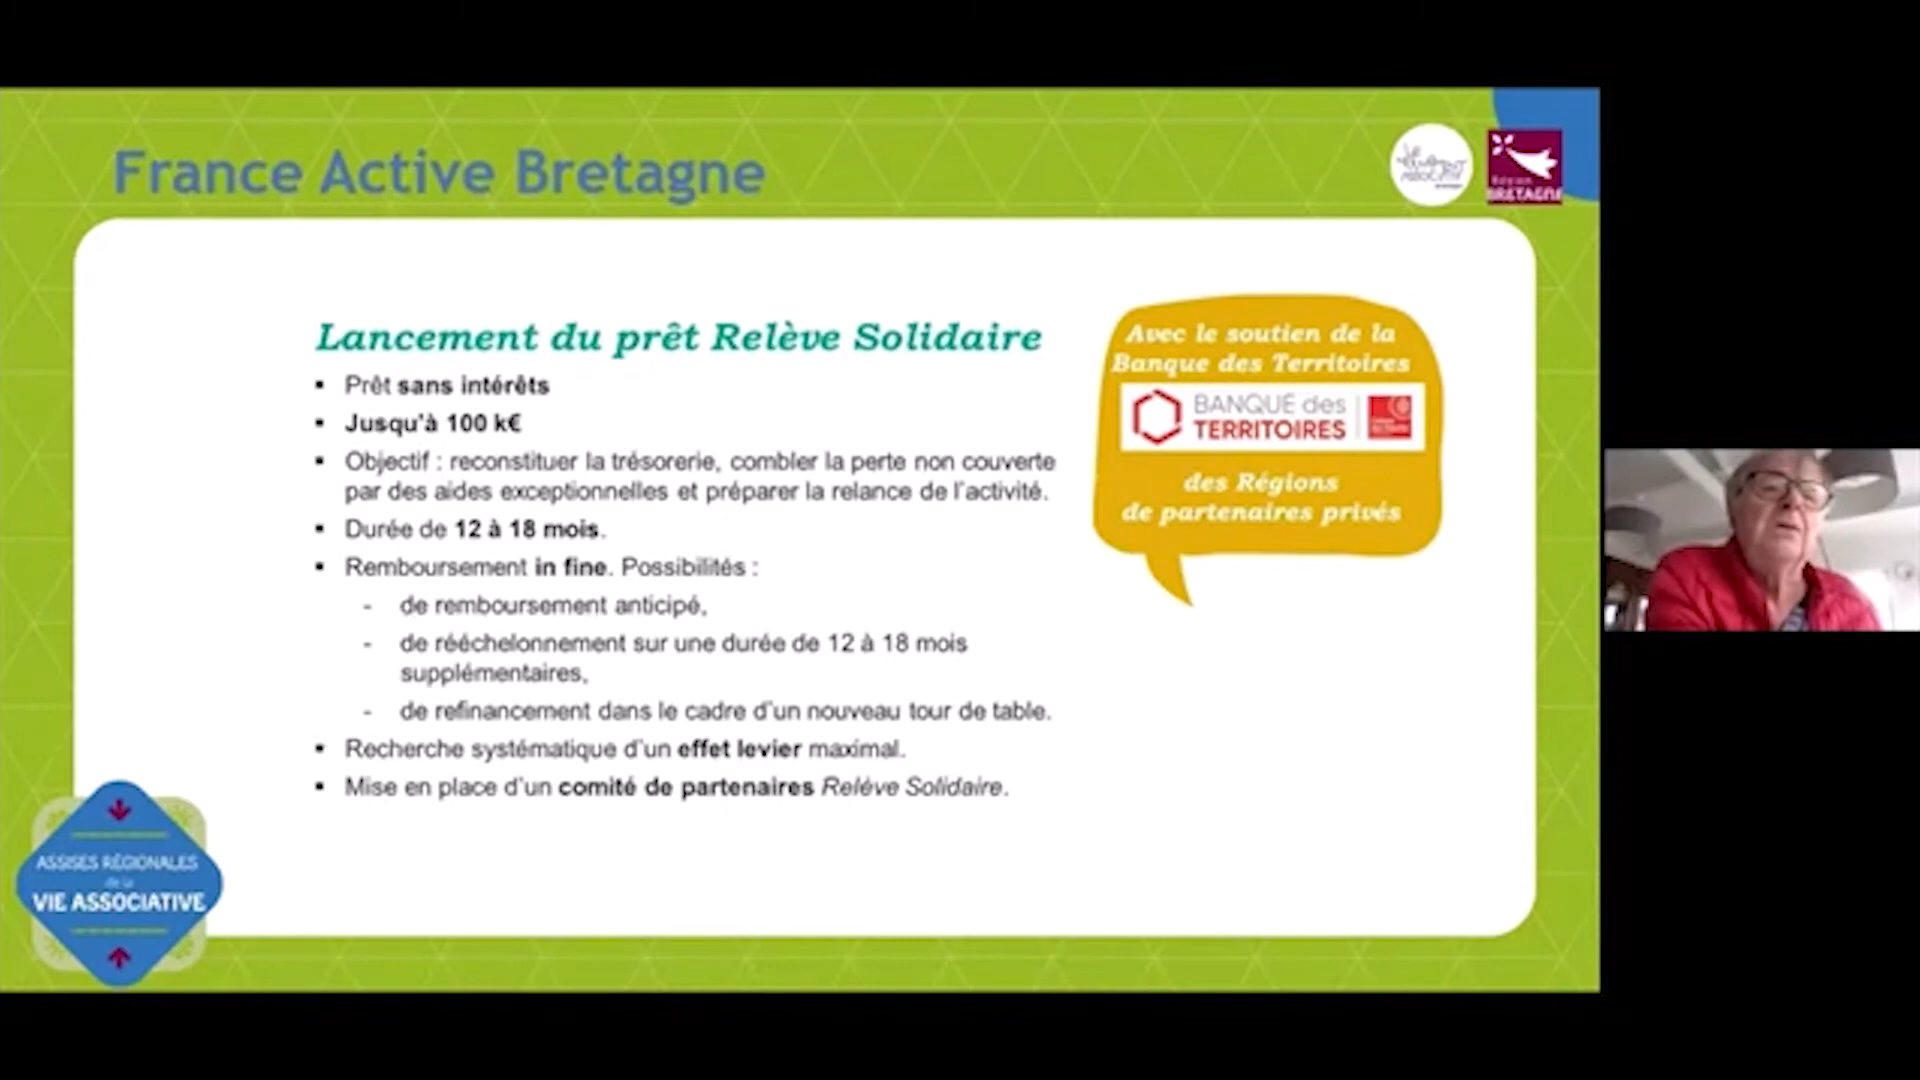 France Active Bretagne
BRETAGNE
Lancement du prêt Relève Solidaire
▪ Prêt sans intérêts
▪ Jusqu'à 100 k€
▪ Objectif : reconstituer la trésorerie, combler la perte non couverte
par des aides exceptionnelles et préparer la relance de l'activité.
▪ Durée de 12 à 18 mois.
▪ Remboursement in fine. Possibilités :
- de remboursement anticipé,
- de rééchelonnement sur une durée de 12 à 18 mois
supplémentaires,
- de refinancement dans le cadre d'un nouveau tour de table.
▪ Recherche systématique d'un effet levier maximal.
▪ Mise en place d'un comité de partenaires Relève Solidaire.
Avec le soutien de la
Banque des Territoires
BANQUE des
TERRITOIRES
des Régions
de partenaires privés
ASSISES RÉGIONALES
de la
VIE ASSOCIATIVE